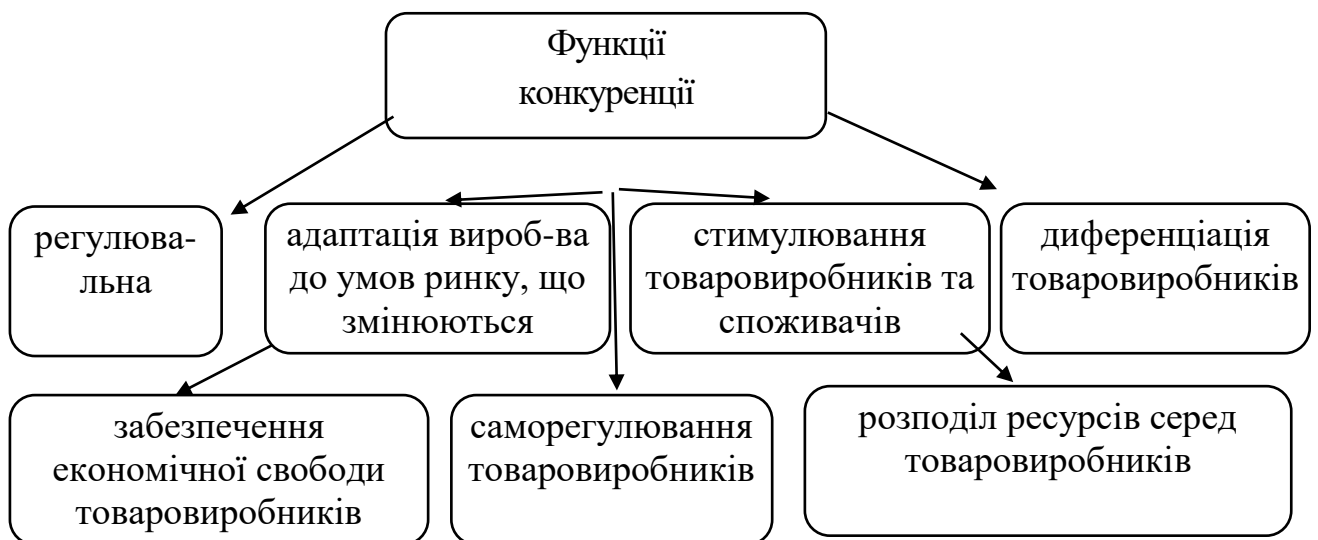 Функції
конкуренції
регулюва-
льна
адаптація вироб-ва
до умов ринку, що
змінюються
стимулювання
товаровиробників та
споживачів
диференціація
товаровиробників
забезпечення
економічної свободи
товаровиробників
саморегулювання
товаровиробників
розподіл ресурсів серед
товаровиробників